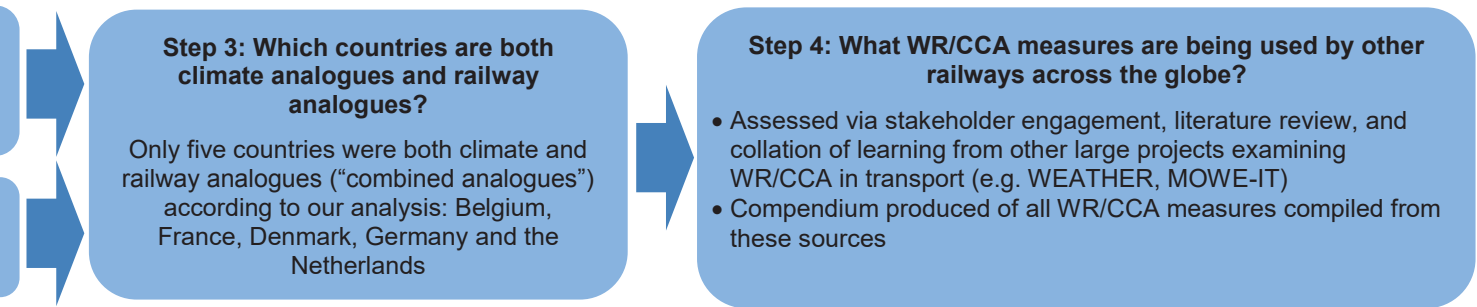 Step 3: Which countries are both
climate analogues and railway
analogues?
Only five countries were both climate and
railway analogues (“combined analogues”)
according to our analysis: Belgium,
France, Denmark, Germany and the
Netherlands
Step 4: What WR/CCA measures are being used by other
railways across the globe?
• Assessed via stakeholder engagement, literature review, and
collation of learning from other large projects examining
WR/CCA in transport (e.g. WEATHER, MOWE-IT)
• Compendium produced of all WR/CCA measures compiled from
these sources